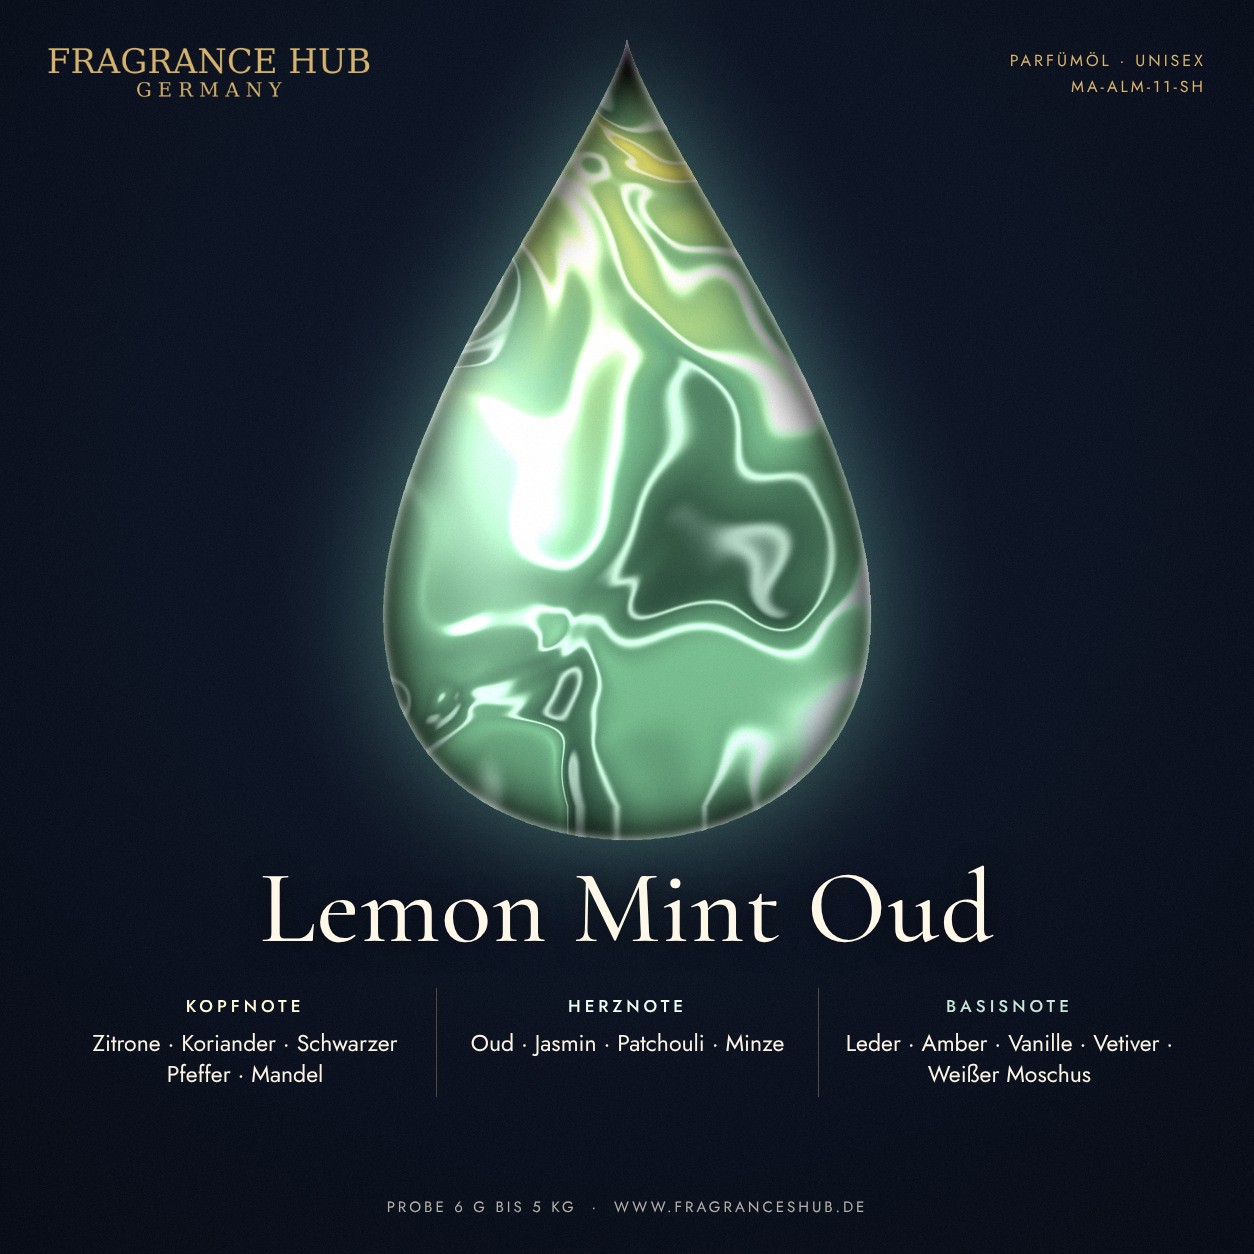 FRAGRANCE HUB
GERMANY
PARFÜMÖL · UNISEX
MA-ALM-11-SH
Lemon Mint Oud
KOPFNOTE
Zitrone · Koriander · Schwarzer
Pfeffer · Mandel
HERZNOTE
Oud · Jasmin · Patchouli · Minze
BASISNOTE
Leder · Amber · Vanille · Vetiver ·
Weißer Moschus
PROBE 6 G BIS 5 KG · WWW.FRAGRANCESHUB.DE